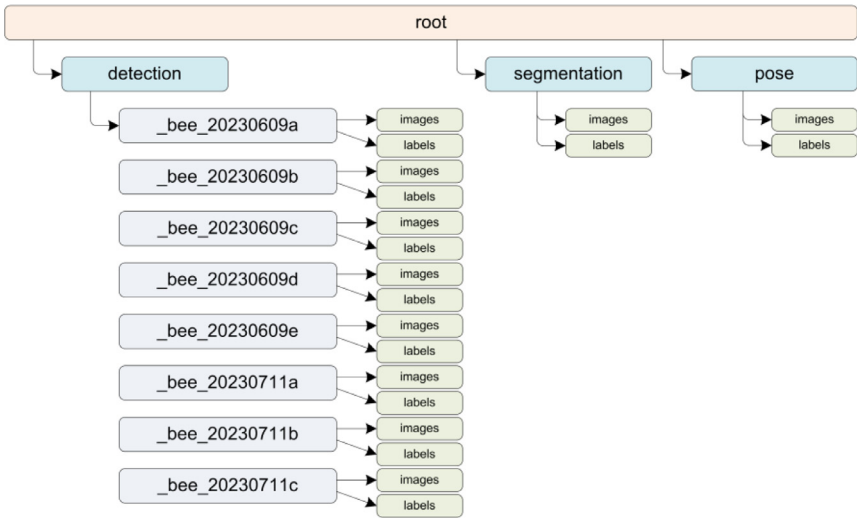 root
detection
segmentation
pose
_bee_20230609a
images
labels
images
labels
images
labels
_bee_20230609b
images
labels
_bee_20230609c
images
labels
_bee_20230609d
images
labels
_bee_20230609e
images
labels
_bee_20230711a
images
labels
_bee_20230711b
images
labels
_bee_20230711c
images
labels